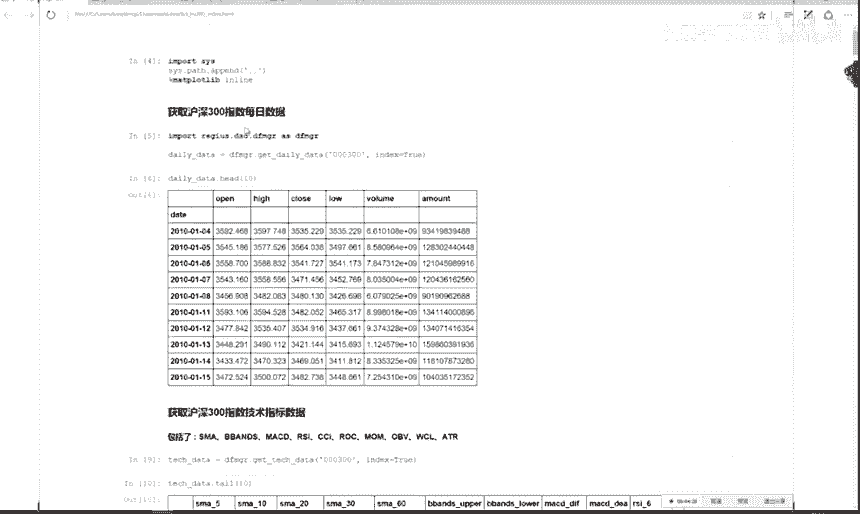 In [4]: import sys
sys.path.append('..')
%matplotlib inline
获取沪深300指数每日数据
In [5]: import regius.dao.dfmgr as dfmgr
daily_data = dfmgr.get_daily_data('000300', index=True)
In [6]: daily_data.head(10)
Out[6]:
open high close low volume amount
date
2010-01-04 3592.468 3597.748 3535.229 3535.229 6.610108e+09 93419839488
2010-01-05 3545.186 3577.526 3564.038 3497.661 8.580964e+09 128302440448
2010-01-06 3558.700 3588.832 3541.727 3541.173 7.847312e+09 121045989916
2010-01-07 3543.160 3558.556 3471.456 3452.769 8.035004e+09 120436162560
2010-01-08 3456.908 3482.083 3480.130 3426.698 6.079025e+09 90190962688
2010-01-11 3593.106 3594.528 3482.052 3465.317 8.998018e+09 134114000896
2010-01-12 3477.842 3535.407 3534.916 3437.661 9.374328e+09 134071416354
2010-01-13 3448.291 3490.112 3421.144 3415.693 1.124579e+10 159860391936
2010-01-14 3433.472 3470.323 3469.051 3411.812 8.335325e+09 118107873280
2010-01-15 3472.524 3500.072 3482.738 3448.661 7.254310e+09 104035172352
获取沪深300指数技术指标数据
包括了：SMA、BBANDS、MACD、RSI、CCI、ROC、MOM、OBV、WCL、ATR
In [9]: tech_data = dfmgr.get_tech_data('000300', index=True)
In [10]: tech_data.tail(10)
sma_5 sma_10 sma_20 sma_30 sma_60 bbands_upper bbands_lower macd_dif macd_dea rsi_6